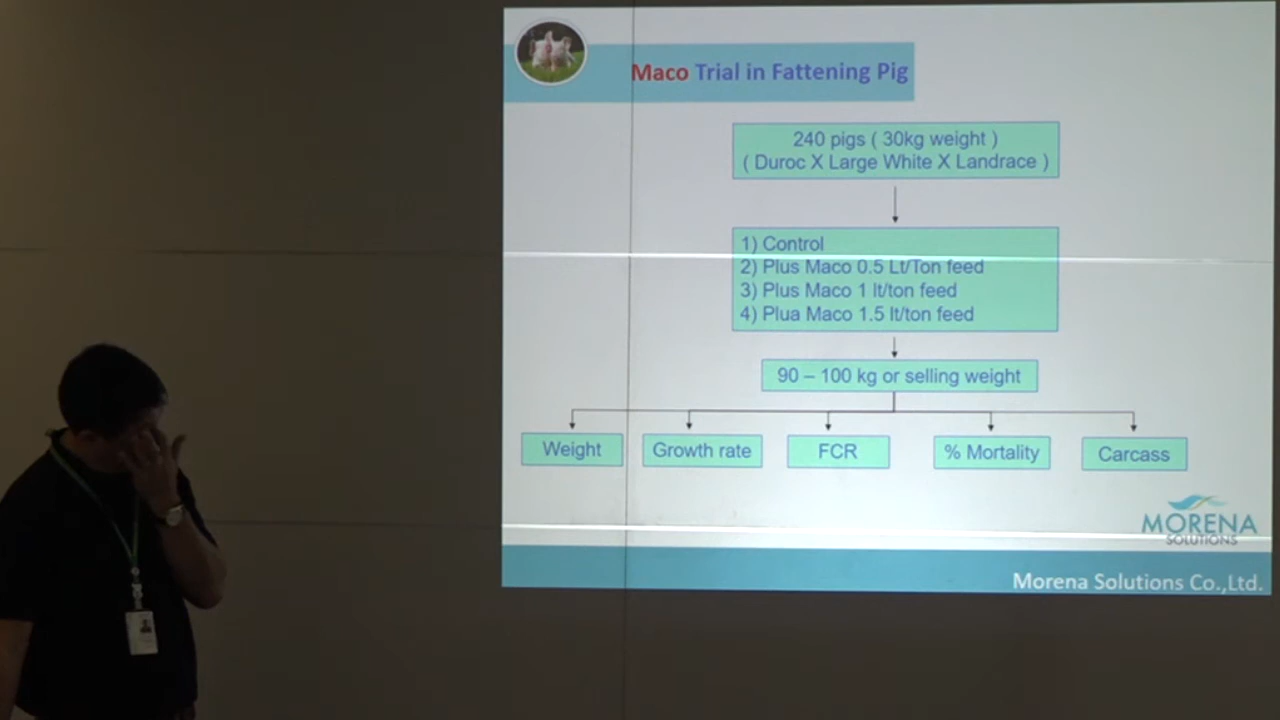 Maco Trial in Fattening Pig
240 pigs ( 30kg weight )
( Duroc X Large White X Landrace )
1) Control
2) Plus Maco 0.5 Lt/Ton feed
3) Plus Maco 1 lt/ton feed
4) Plua Maco 1.5 lt/ton feed
90 – 100 kg or selling weight
Weight
Growth rate
FCR
% Mortality
Carcass
MORENA
SOLUTIONS
Morena Solutions Co.,Ltd.